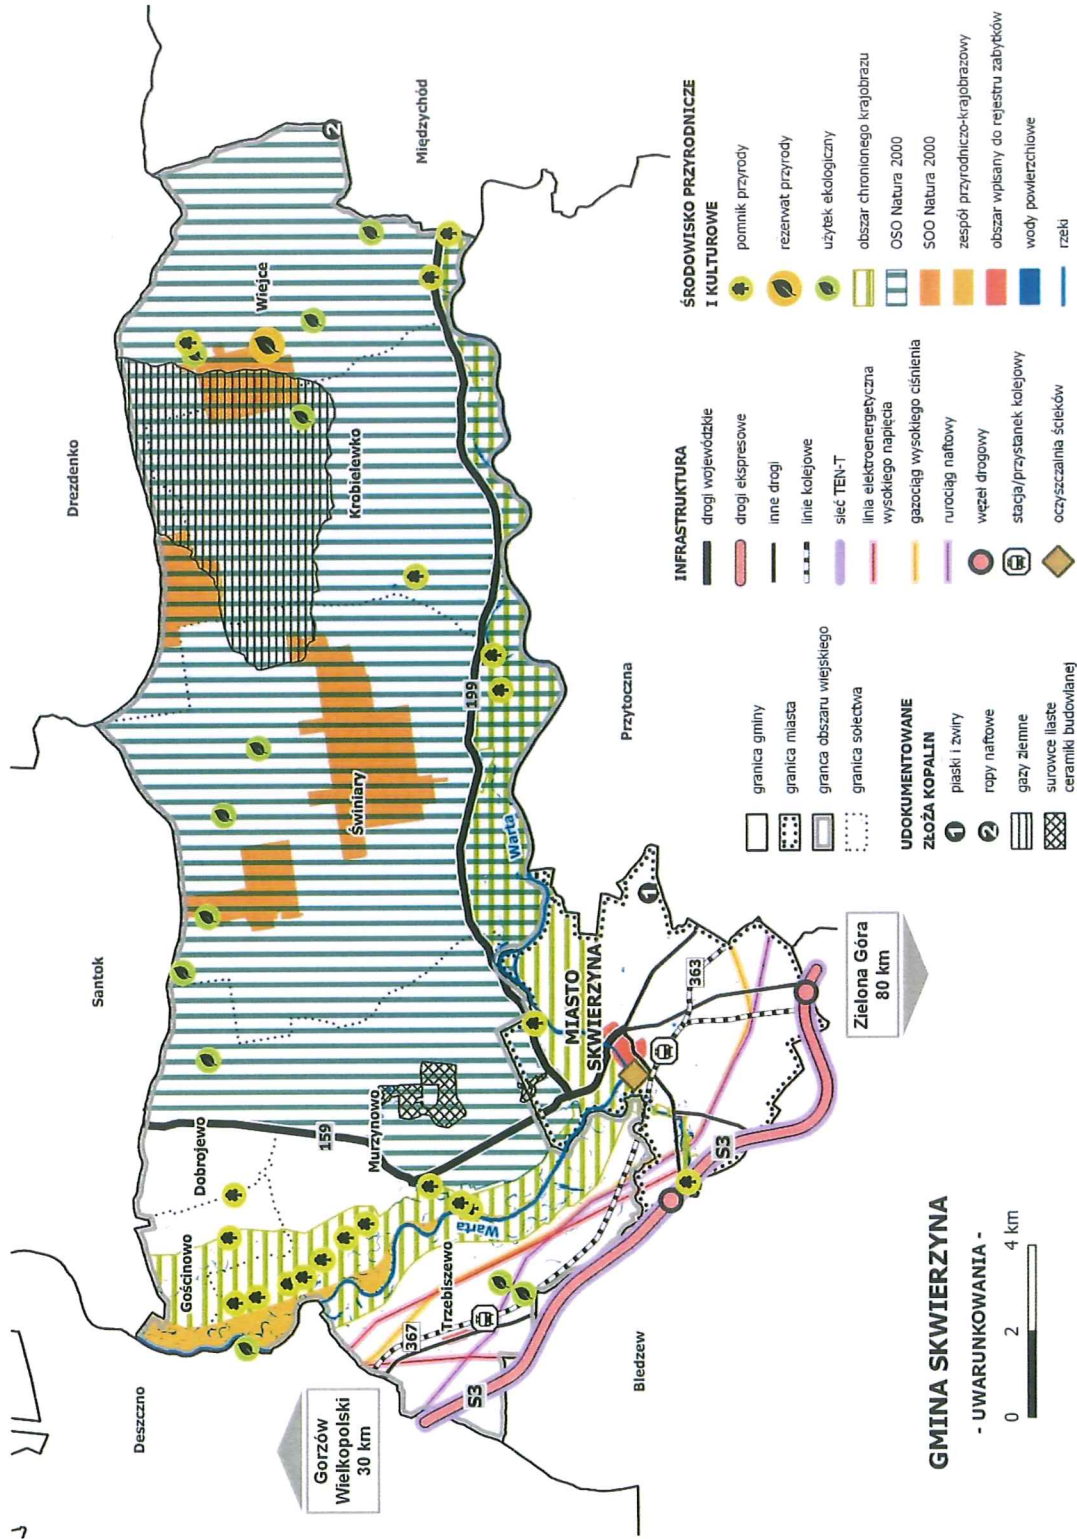 Drezdenko
Santok
Deszczno
Międzychód
Gorzów
Wielkopolski
30 km
Gościnowo
Dobrojewo
Wiejce
2
159
Murzynowo
Świniary
Krobielewko
367
Trzebiszewo
Warta
199
S3
Warta
MIASTO
SKWIERZYNA
Bledzew
Przytoczna
1
363
S3
Zielona Góra
80 km
GMINA SKWIERZYNA
- UWARUNKOWANIA -
0 2 4 km
granica gminy
granica miasta
granca obszaru wiejskiego
granica sołectwa
UDOKUMENTOWANE
ZŁOŻA KOPALIN
1 piaski i żwiry
2 ropy naftowe
gazy ziemne
surowce ilaste
ceramiki budowlanej
INFRASTRUKTURA
drogi wojewódzkie
drogi ekspresowe
inne drogi
linie kolejowe
sieć TEN-T
linia elektroenergetyczna
wysokiego napięcia
gazociąg wysokiego ciśnienia
rurociąg naftowy
węzeł drogowy
stacja/przystanek kolejowy
oczyszczalnia ścieków
ŚRODOWISKO PRZYRODNICZE
I KULTUROWE
pomnik przyrody
rezerwat przyrody
użytek ekologiczny
obszar chronionego krajobrazu
OSO Natura 2000
SOO Natura 2000
zespół przyrodniczo-krajobrazowy
obszar wpisany do rejestru zabytków
wody powierzchiowe
rzeki